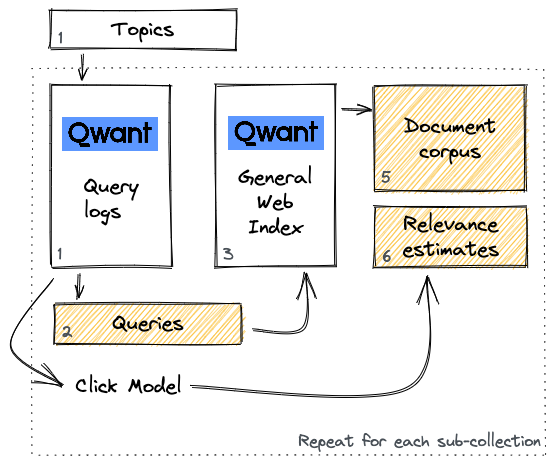 Topics
1
Qwant
Query
logs
1
Qwant
General
Web
Index
3
Document
corpus
5
Relevance
estimates
6
Queries
2
Click Model
Repeat for each sub-collection